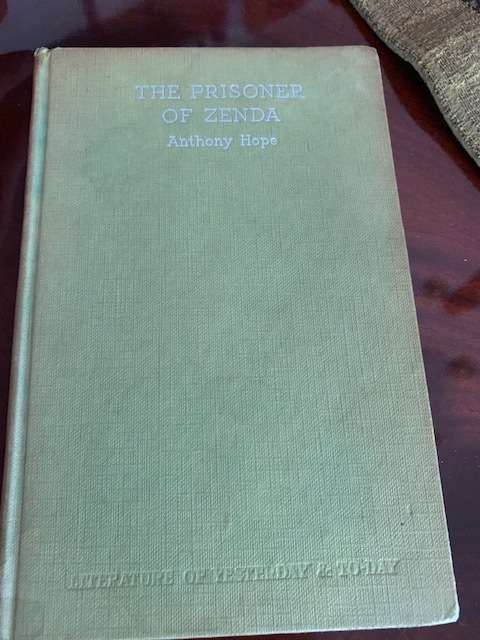 THE PRISONER
OF ZENDA
Anthony Hope
LITERATURE OF YESTERDAY & TO-DAY